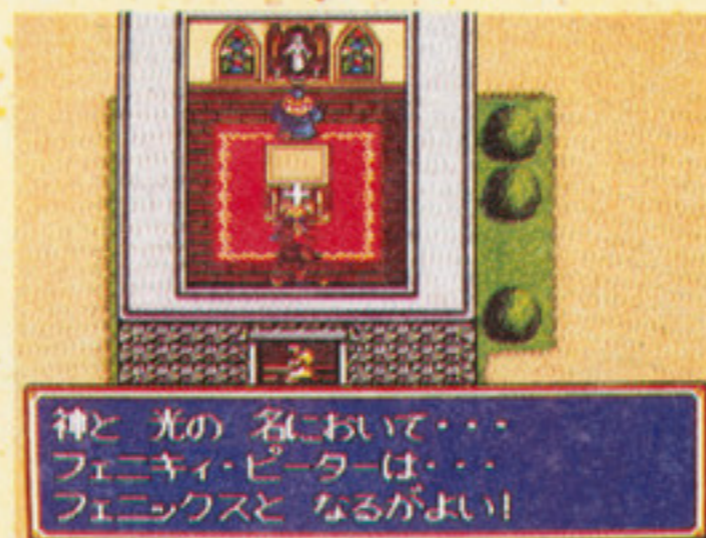 神と 光の 名において・・・
フェニキィ・ピーターは・・・
フェニックスと なるがよい!